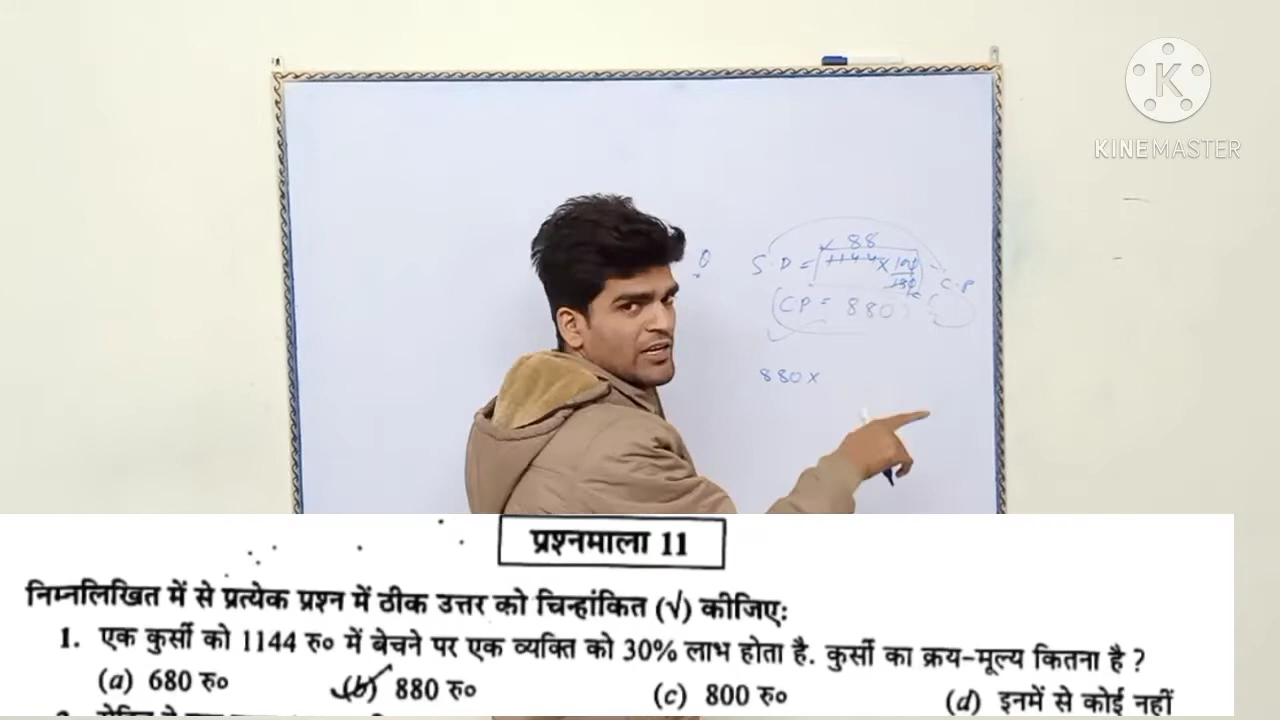 K
KINEMASTER
88
S.D = 1144 × 100 - C.P
130
CP = 880
880 ×
प्रश्नमाला 11
निम्नलिखित में से प्रत्येक प्रश्न में ठीक उत्तर को चिन्हांकित (√) कीजिए:
1. एक कुर्सी को 1144 रु० में बेचने पर एक व्यक्ति को 30% लाभ होता है. कुर्सी का क्रय-मूल्य कितना है ?
(a) 680 रु० (b) 880 रु० (c) 800 रु० (d) इनमें से कोई नहीं